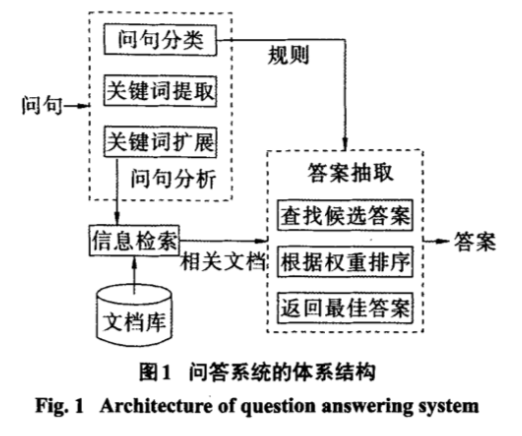 问句分类
规则
问句
关键词提取
关键词扩展
问句分析
答案抽取
查找候选答案
信息检索
答案
相关文档
根据权重排序
文档库
返回最佳答案
图1 问答系统的体系结构
Fig. 1 Architecture of question answering system